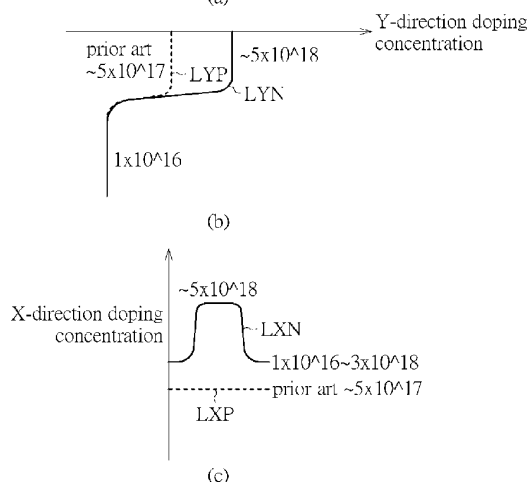 (a)
Y-direction doping
concentration
prior art
~5x10^17
~5x10^18
LYP
LYN
1x10^16
(b)
~5x10^18
X-direction doping
concentration
LXN
1x10^16~3x10^18
prior art ~5x10^17
LXP
(c)